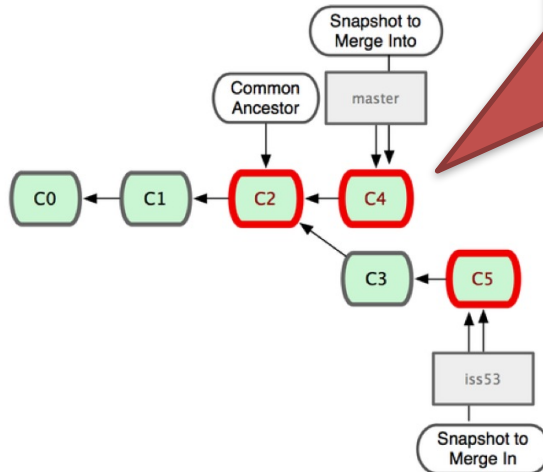 Snapshot to
Merge Into
Common
Ancestor
master
C0
C1
C2
C4
C3
C5
iss53
Snapshot to
Merge In